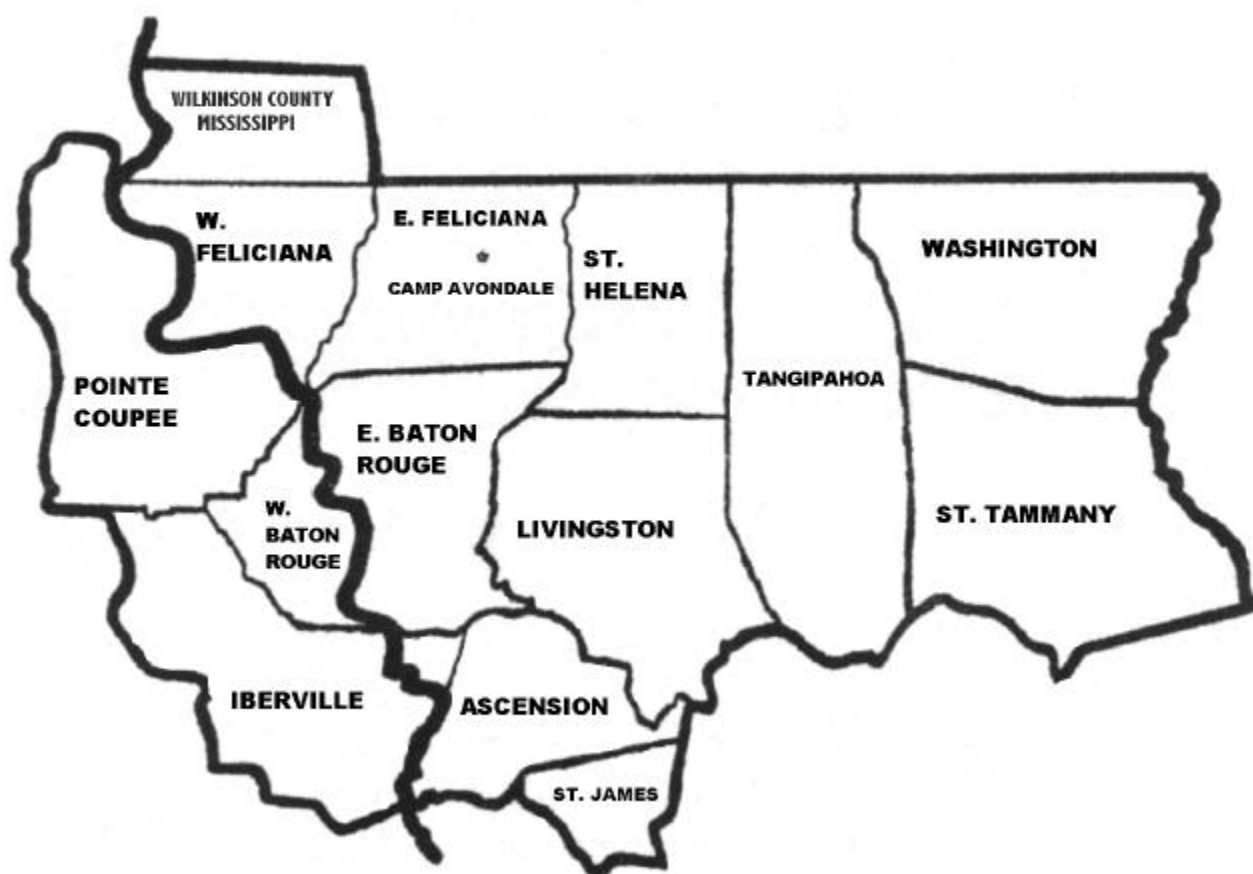 WILKINSON COUNTY
MISSISSIPPI
W.
FELICIANA
E. FELICIANA
CAMP AVONDALE
ST.
HELENA
WASHINGTON
POINTE
COUPEE
TANGIPAHOA
E. BATON
ROUGE
W.
BATON
ROUGE
LIVINGSTON
ST. TAMMANY
IBERVILLE
ASCENSION
ST. JAMES